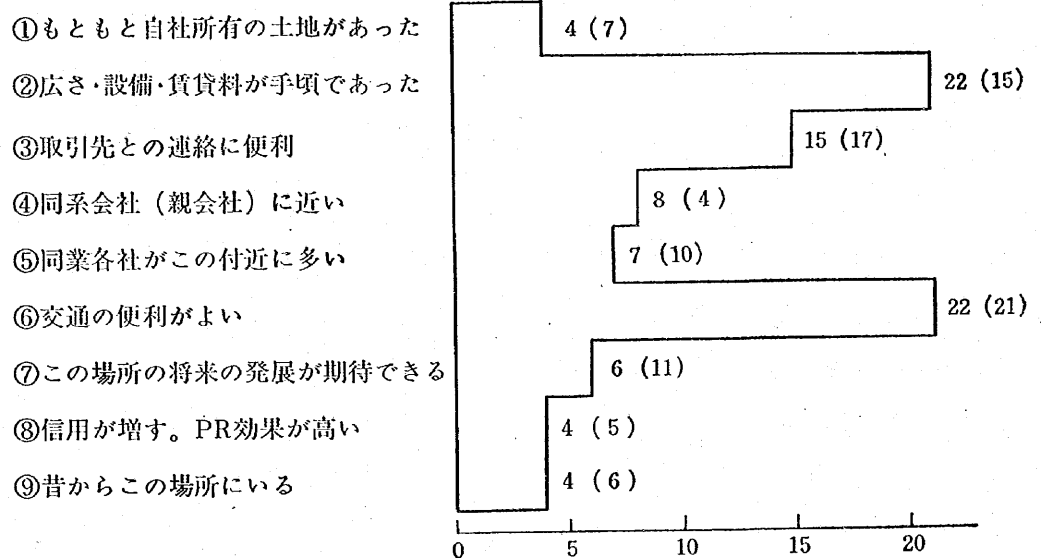 ①もともと自社所有の土地があった 4 (7)
②広さ・設備・賃貸料が手頃であった 22 (15)
③取引先との連絡に便利 15 (17)
④同系会社（親会社）に近い 8 (4)
⑤同業各社がこの付近に多い 7 (10)
⑥交通の便利がよい 22 (21)
⑦この場所の将来の発展が期待できる 6 (11)
⑧信用が増す。PR効果が高い 4 (5)
⑨昔からこの場所にいる 4 (6)
0 5 10 15 20